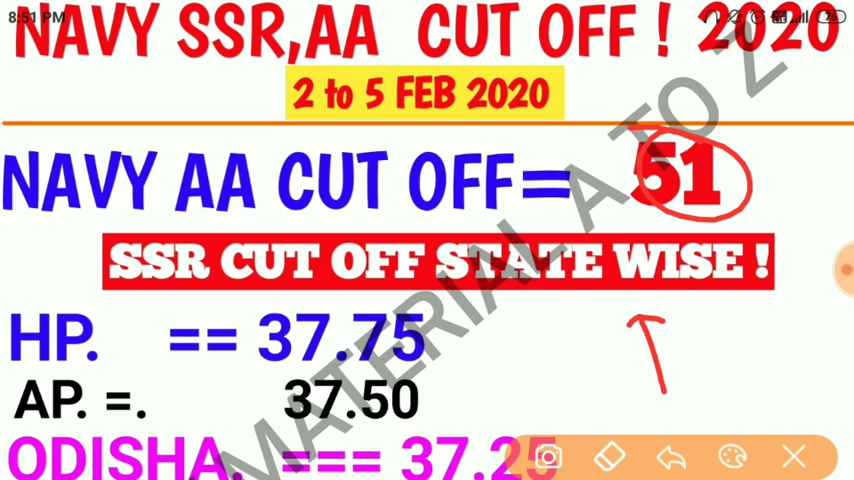 8:51 PM 76
NAVY SSR,AA CUT OFF ! 2020
2 to 5 FEB 2020
NAVY AA CUT OFF= 51
SSR CUT OFF STATE WISE !
HP. == 37.75
AP. =. 37.50
ODISHA. === 37.25
MATERIAL A TO Z